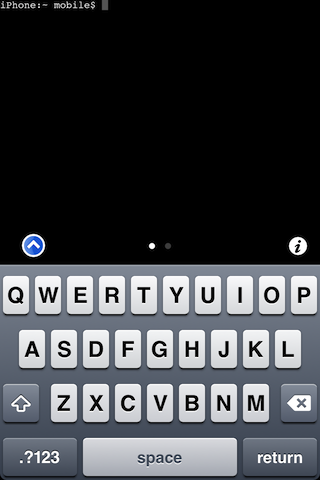 iPhone:~ mobile$
i
Q W E R T Y U I O P
A S D F G H J K L
Z X C V B N M
.?123 space return